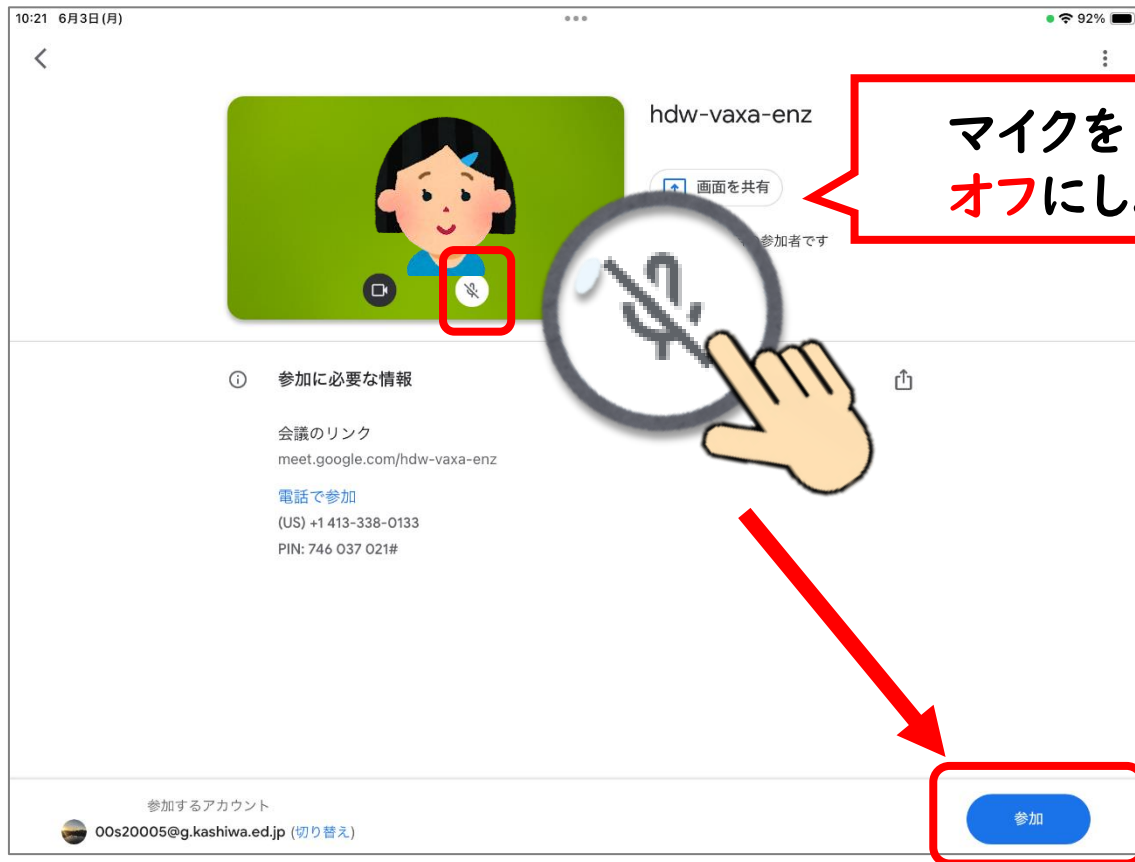 10:21 6月3日(月)
92%
hdw-vaxa-enz
マイクを
オフにし
画面を共有
参加者です
参加に必要な情報
会議のリンク
meet.google.com/hdw-vaxa-enz
電話で参加
(US) +1 413-338-0133
PIN: 746 037 021#
参加するアカウント
00s20005@g.kashiwa.ed.jp (切り替え)
参加